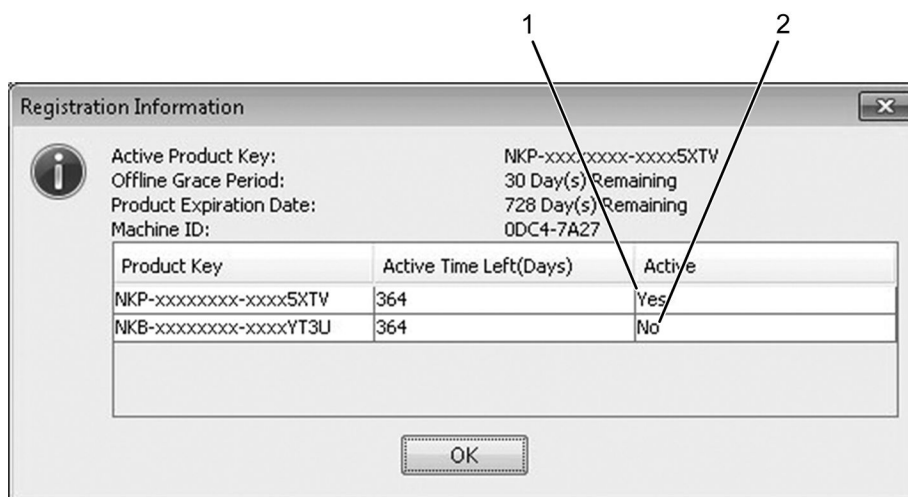 1 2
Registration Information
Active Product Key: NKP-xxxxxxxx-xxxx5XTV
Offline Grace Period: 30 Day(s) Remaining
Product Expiration Date: 728 Day(s) Remaining
Machine ID: 0DC4-7A27
Product Key Active Time Left(Days) Active
NKP-xxxxxxxx-xxxx5XTV 364 Yes
NKB-xxxxxxxx-xxxxYT3U 364 No
OK